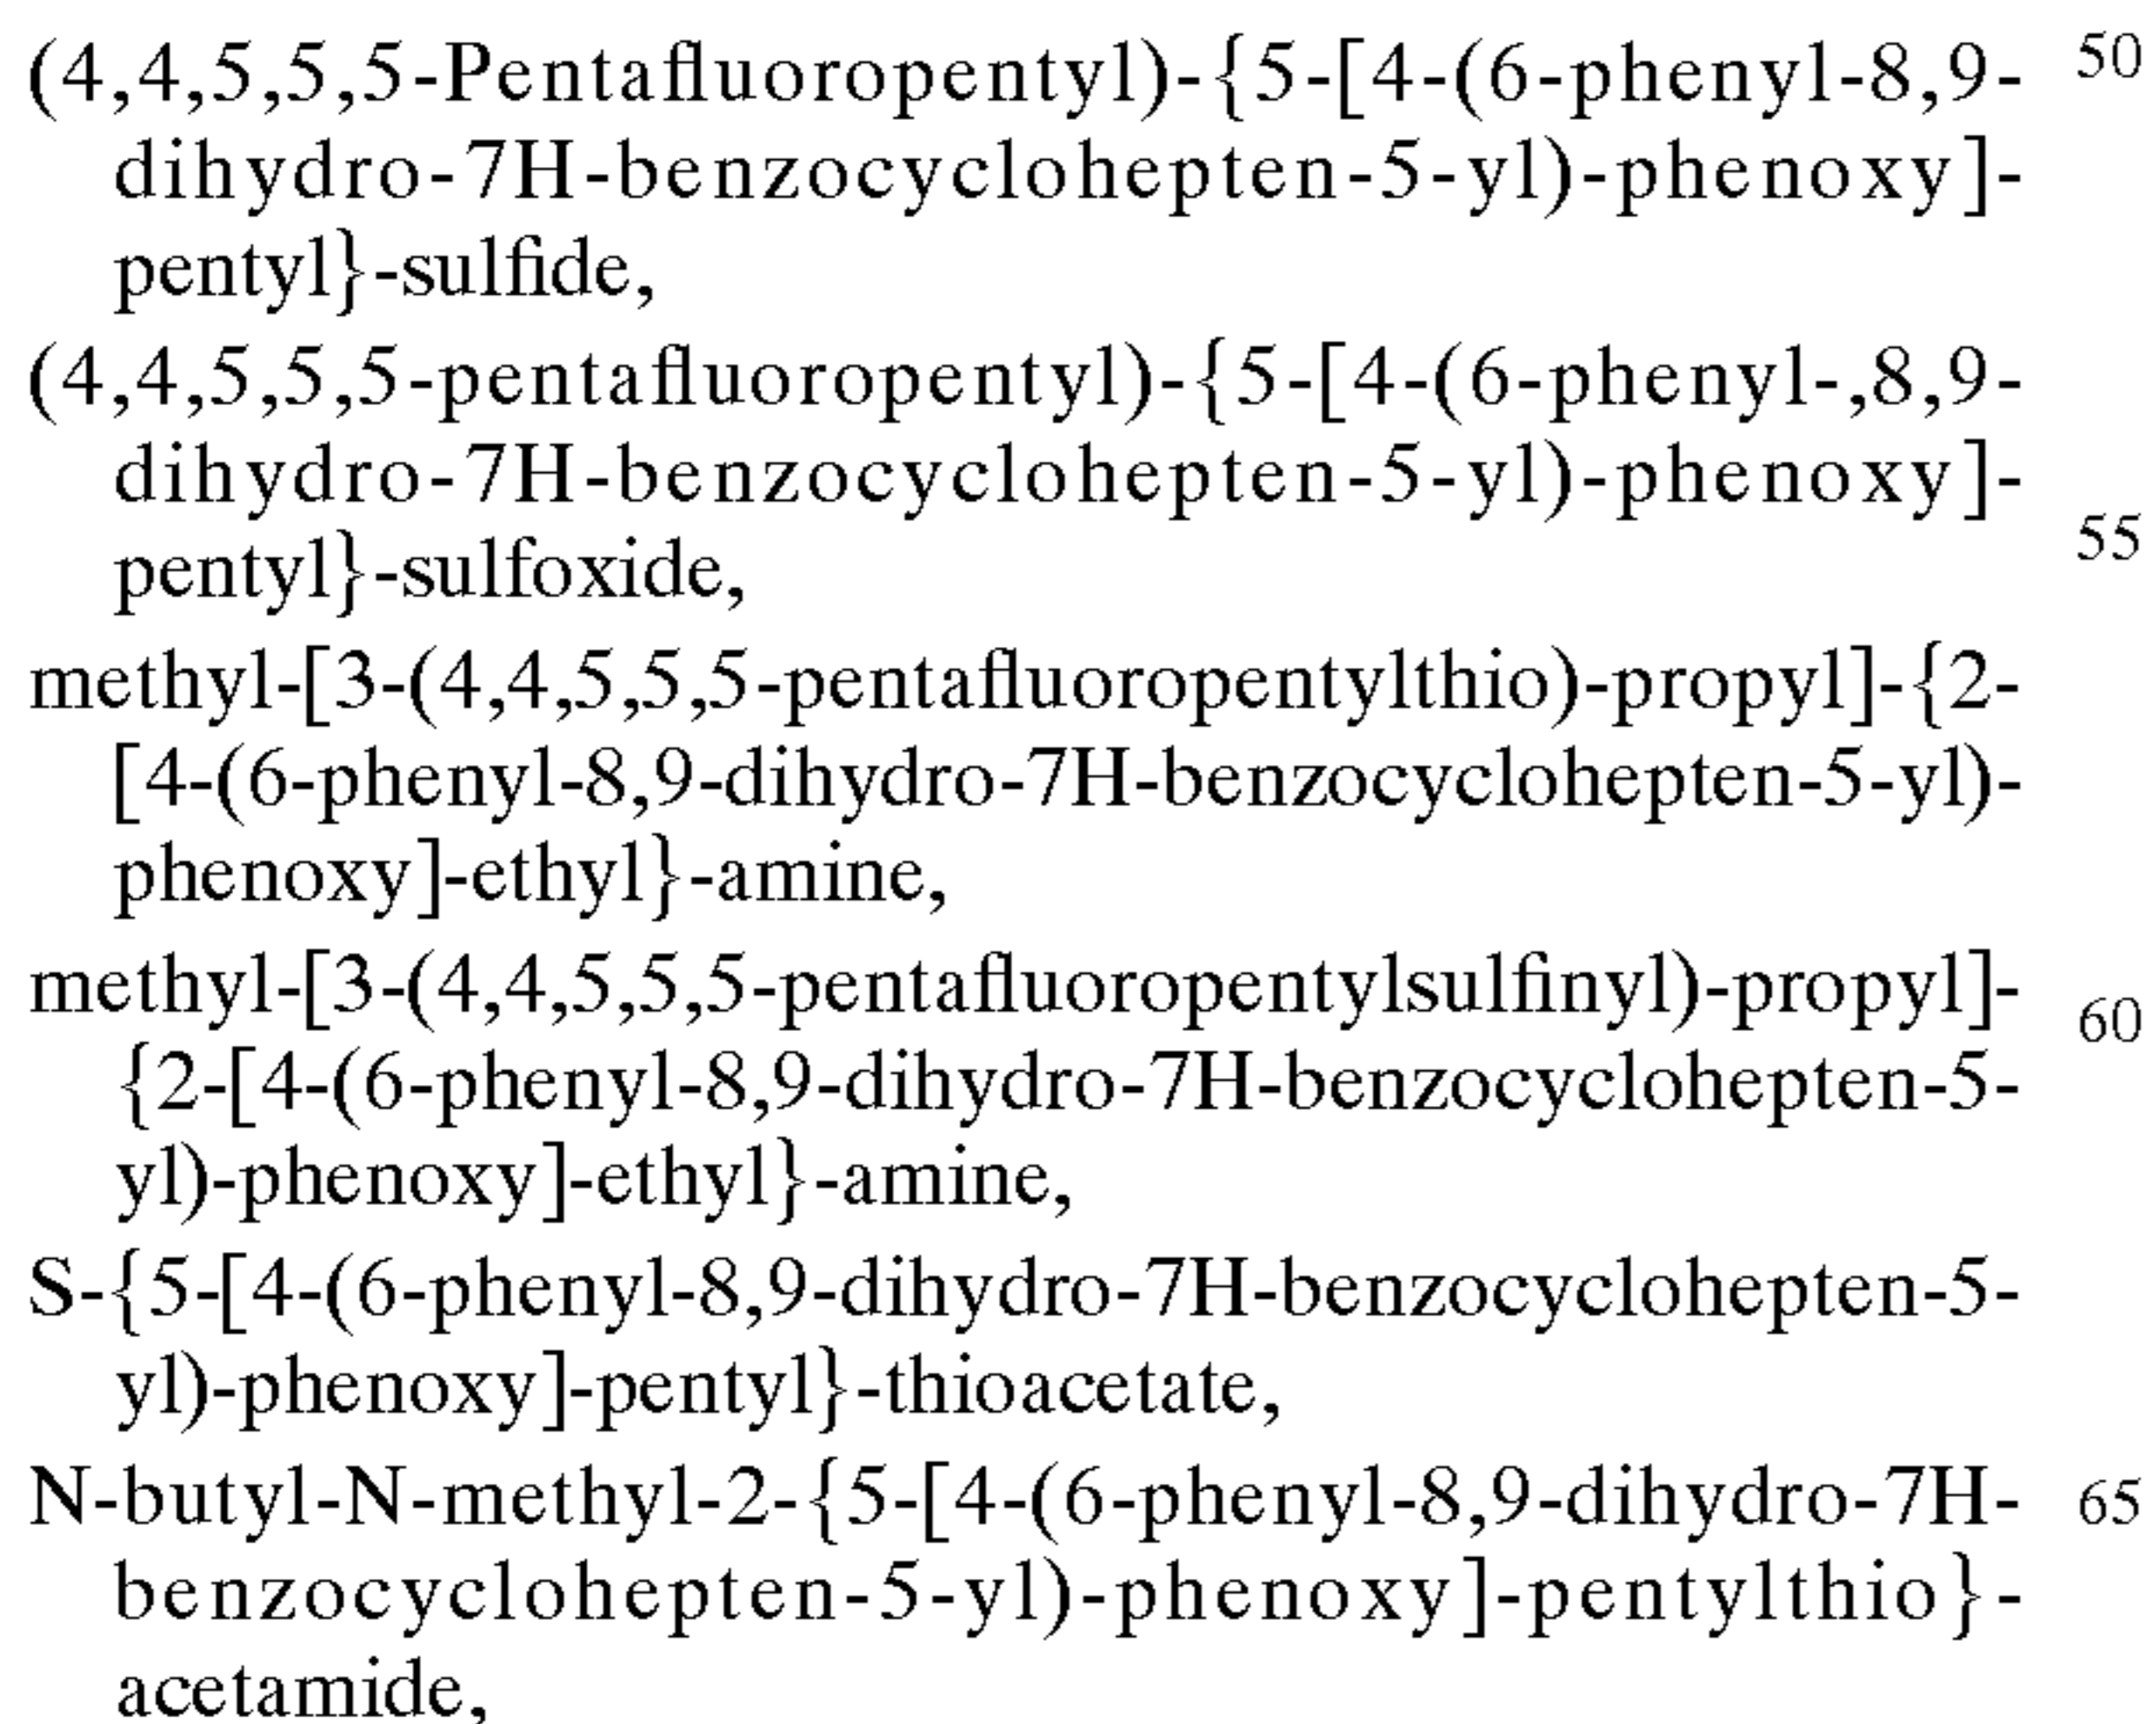 (4,4,5,5,5-Pentafluoropentyl)-{5-[4-(6-phenyl-8,9- 50
dihydro-7H-benzocyclohepten-5-yl)-phenoxy]-
pentyl}-sulfide,
(4,4,5,5,5-pentafluoropentyl)-{5-[4-(6-phenyl-,8,9-
dihydro-7H-benzocyclohepten-5-yl)-phenoxy]-
pentyl}-sulfoxide, 55
methyl-[3-(4,4,5,5,5-pentafluoropentylthio)-propyl]-{2-
[4-(6-phenyl-8,9-dihydro-7H-benzocyclohepten-5-yl)-
phenoxy]-ethyl}-amine,
methyl-[3-(4,4,5,5,5-pentafluoropentylsulfinyl)-propyl]- 60
{2-[4-(6-phenyl-8,9-dihydro-7H-benzocyclohepten-5-
yl)-phenoxy]-ethyl}-amine,
S-{5-[4-(6-phenyl-8,9-dihydro-7H-benzocyclohepten-5-
yl)-phenoxy]-pentyl}-thioacetate,
N-butyl-N-methyl-2-{5-[4-(6-phenyl-8,9-dihydro-7H- 65
benzocyclohepten-5-yl)-phenoxy]-pentylthio}-
acetamide,